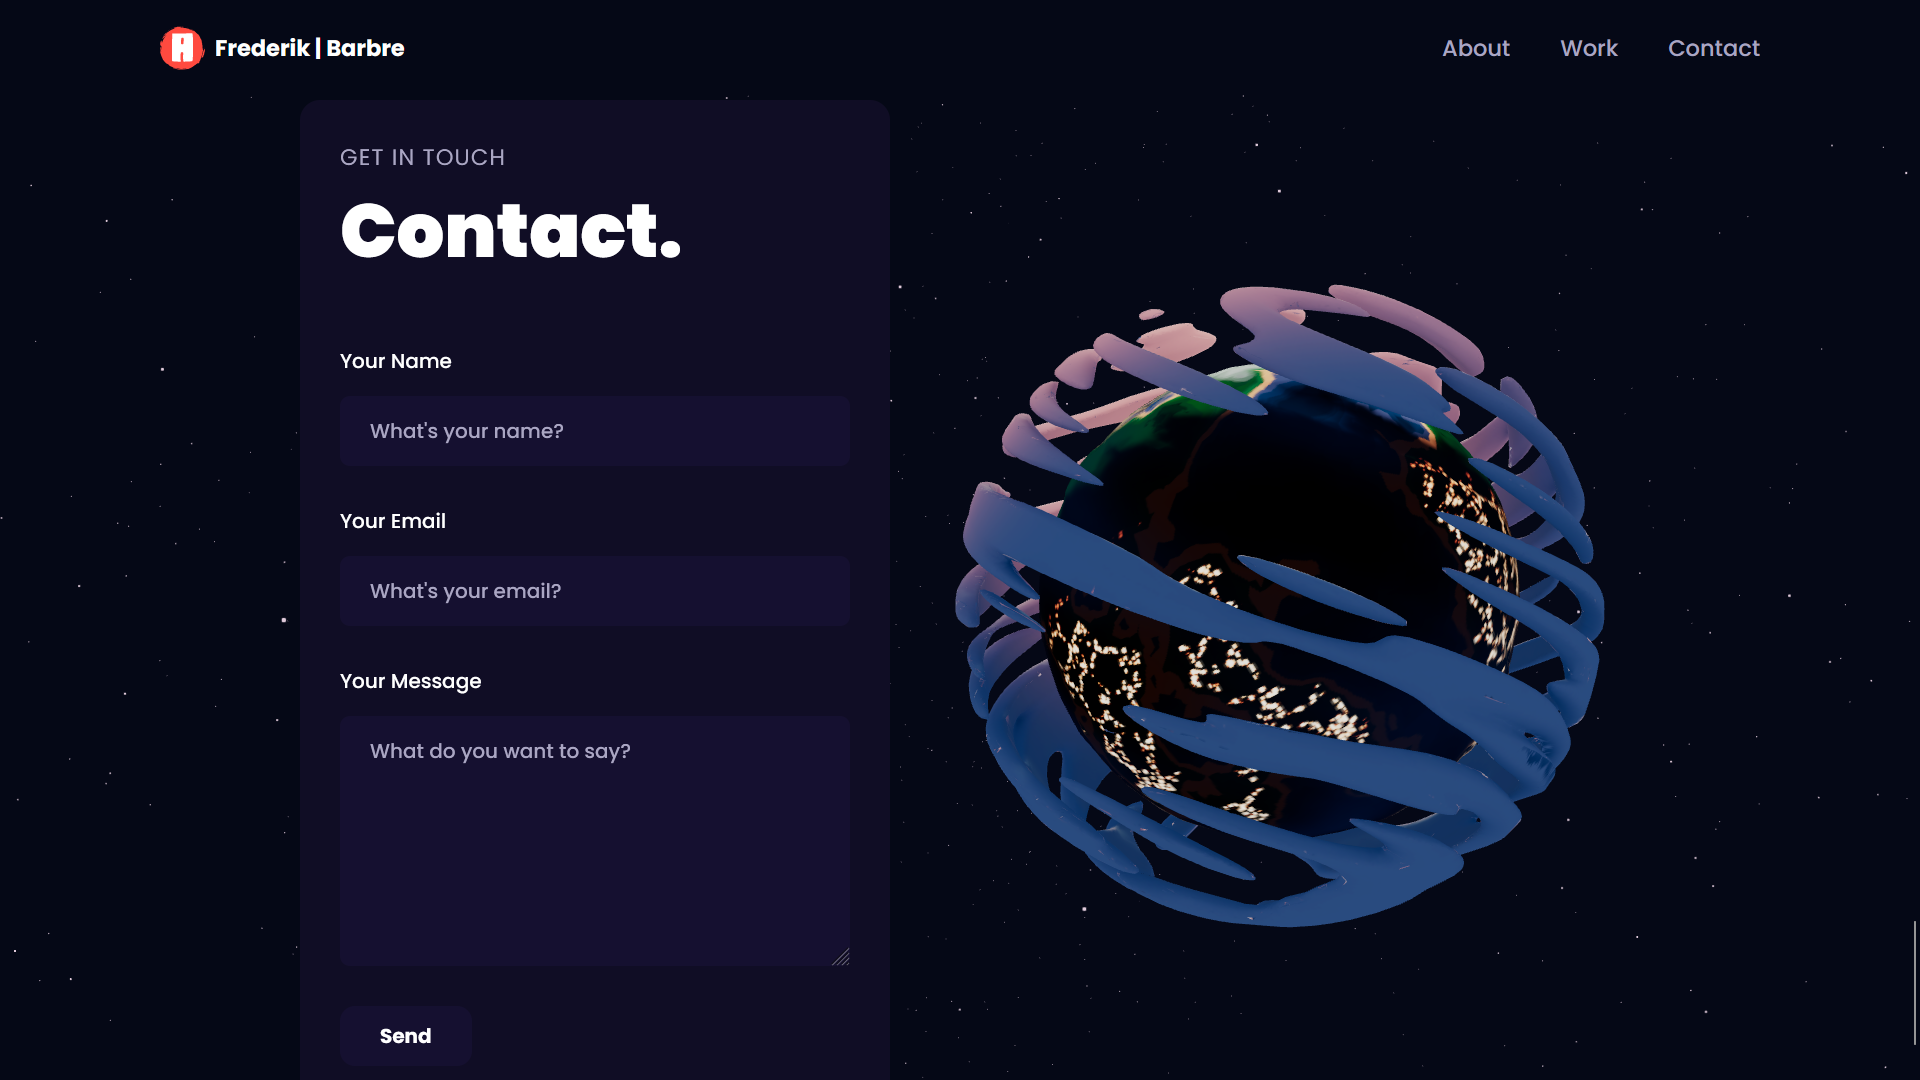 Frederik | Barbre
About Work Contact
GET IN TOUCH
Contact.
Your Name
What's your name?
Your Email
What's your email?
Your Message
What do you want to say?
Send